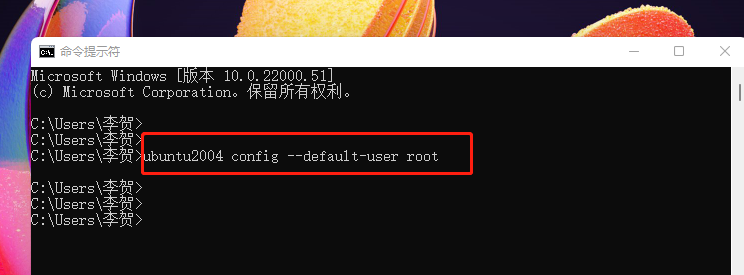 命令提示符
Microsoft Windows [版本 10.0.22000.51]
(c) Microsoft Corporation。保留所有权利。
C:\Users\李贺>
C:\Users\李贺>
C:\Users\李贺>ubuntu2004 config --default-user root
C:\Users\李贺>
C:\Users\李贺>
C:\Users\李贺>